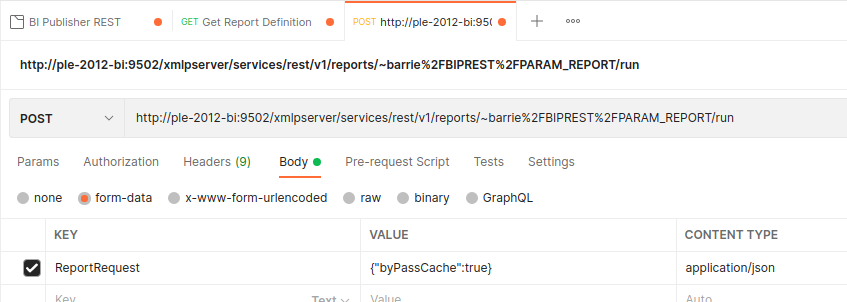 BI Publisher REST GET Get Report Definition POST http://ple-2012-bi:950
http://ple-2012-bi:9502/xmlpserver/services/rest/v1/reports/~barrie%2FBIPREST%2FPARAM_REPORT/run
POST http://ple-2012-bi:9502/xmlpserver/services/rest/v1/reports/~barrie%2FBIPREST%2FPARAM_REPORT/run
Params Authorization Headers (9) Body Pre-request Script Tests Settings
none form-data x-www-form-urlencoded raw binary GraphQL
KEY VALUE CONTENT TYPE
ReportRequest {"byPassCache":true} application/json
Key Text Value Auto